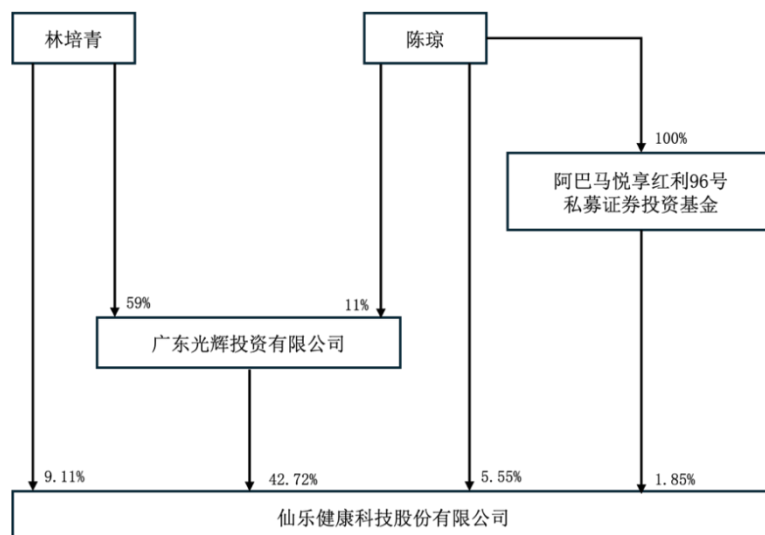 林培青
陈琼
100%
阿巴马悦享红利96号
私募证券投资基金
59%
11%
广东光辉投资有限公司
9.11%
42.72%
5.55%
1.85%
仙乐健康科技股份有限公司